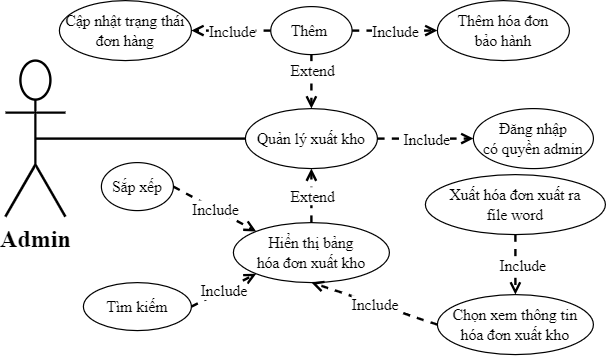 Cập nhật trạng thái
đơn hàng
Include
Thêm
Include
Thêm hóa đơn
bảo hành
Extend
Quản lý xuất kho
Include
Đăng nhập
có quyền admin
Sắp xếp
Include
Extend
Xuất hóa đơn xuất ra
file word
Admin
Hiển thị bảng
hóa đơn xuất kho
Include
Tìm kiếm
Include
Include
Chọn xem thông tin
hóa đơn xuất kho